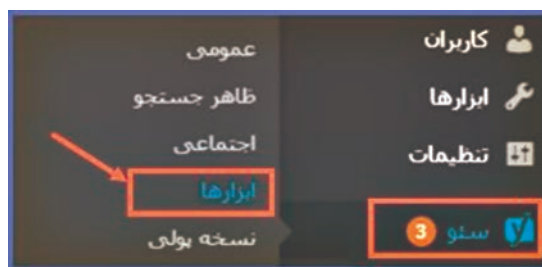 کاربران
ابزارها
تنظیمات
سئو 3
عمومی
ظاهر جستجو
اجتماعی
ابزارها
نسخه پولی